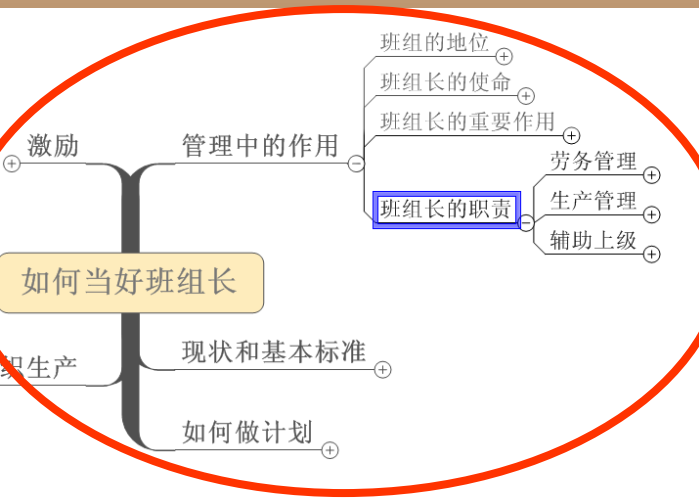 班组的地位
班组长的使命
班组长的重要作用
激励
管理中的作用
劳务管理
生产管理
班组长的职责
辅助上级
如何当好班组长
现状和基本标准
织生产
如何做计划